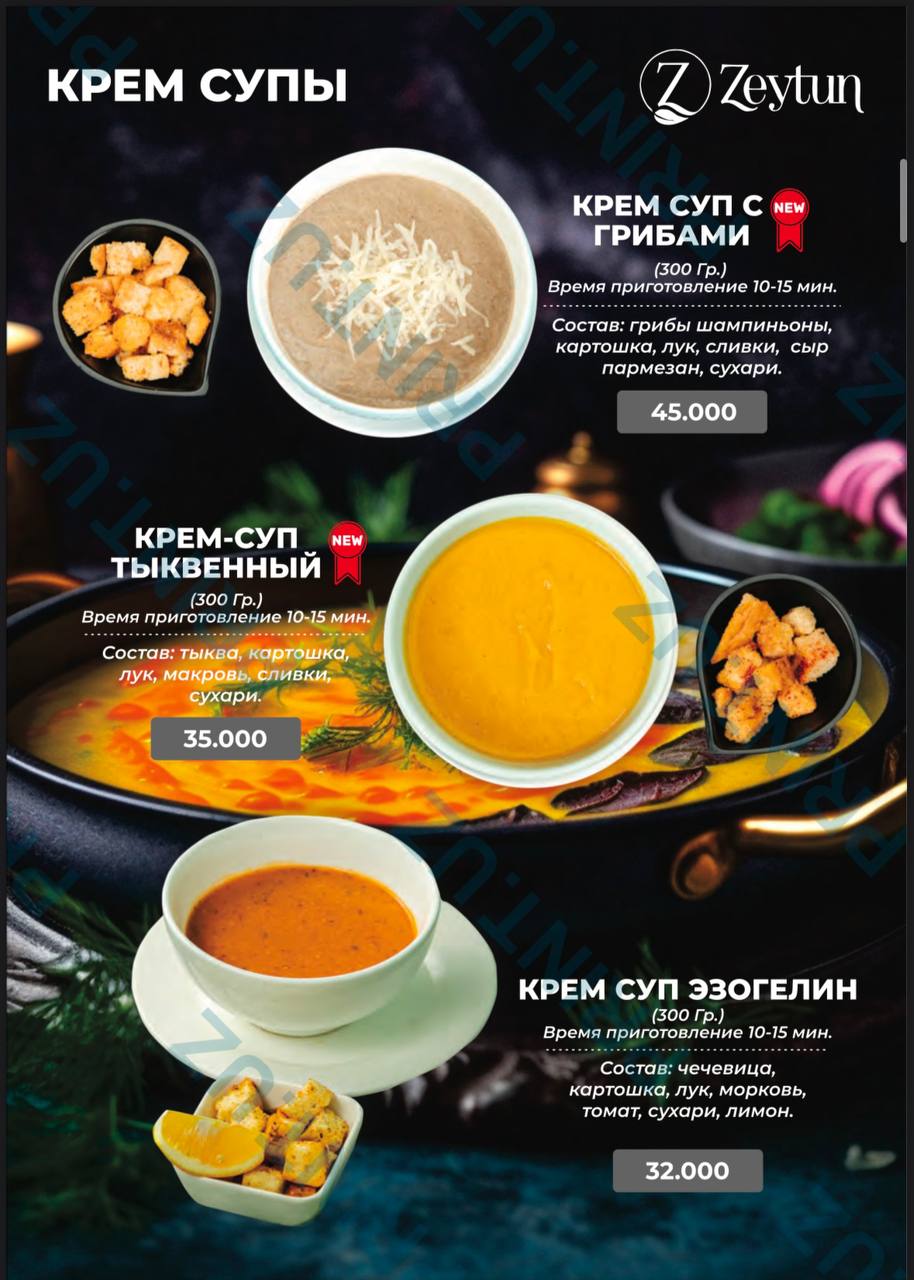 КРЕМ СУПЫ
Z Zeytun
КРЕМ СУП С NEW
ГРИБАМИ
(300 Гр.)
Время приготовление 10-15 мин.
Состав: грибы шампиньоны,
картошка, лук, сливки, сыр
пармезан, сухари.
45.000
КРЕМ-СУП NEW
ТЫКВЕННЫЙ
(300 Гр.)
Время приготовление 10-15 мин.
Состав: тыква, картошка,
лук, макровь, сливки,
сухари.
35.000
КРЕМ СУП ЭЗОГЕЛИН
(300 Гр.)
Время приготовление 10-15 мин.
Состав: чечевица,
картошка, лук, морковь,
томат, сухари, лимон.
32.000
PRINT.UZ